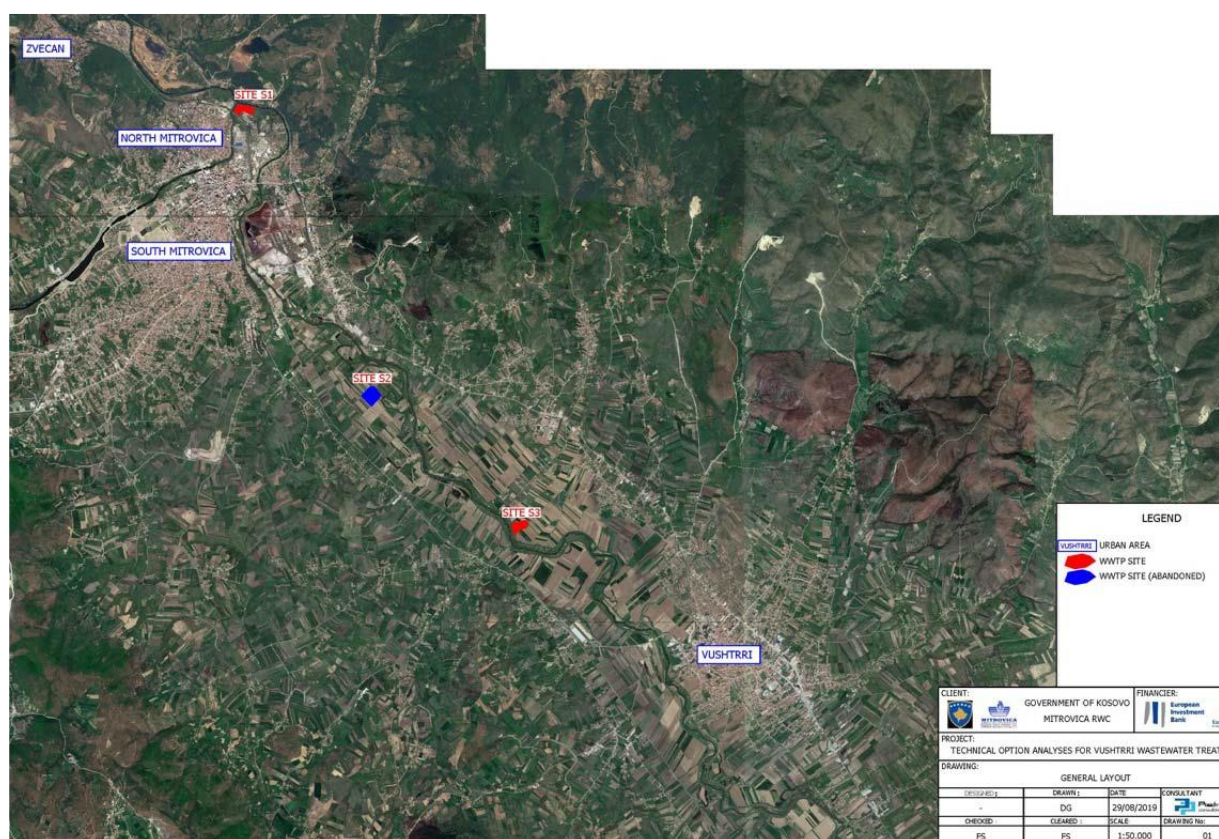 ZVECAN
SITE S1
NORTH MITROVICA
SOUTH MITROVICA
SITE S2
SITE S3
VUSHTRRI
LEGEND
VUSHTRRI URBAN AREA
WWTP SITE
WWTP SITE (ABANDONED)
CLIENT:
MITROVICA
GOVERNMENT OF KOSOVO
MITROVICA RWC
FINANCIER:
European
Investment
Bank
PROJECT:
TECHNICAL OPTION ANALYSES FOR VUSHTRRI WASTEWATER TREAT
DRAWING:
GENERAL LAYOUT
DESIGNED: DRAWN: DATE CONSULTANT
- DG 29/08/2019
CHECKED: CLEARED: SCALE DRAWING No:
FS FS 1:50.000 01